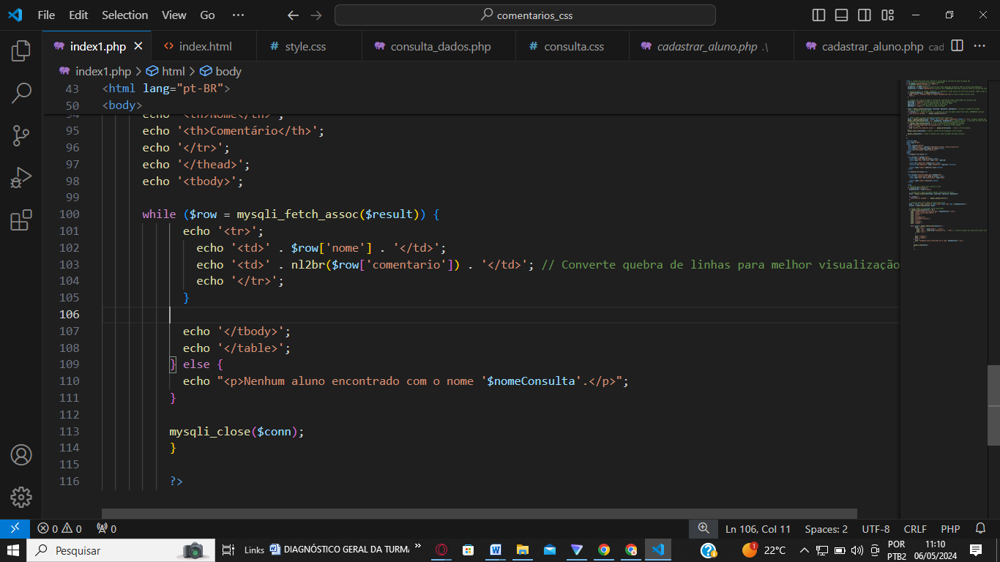 File Edit Selection View Go ··· comentarios_css
index1.php index.html style.css consulta_dados.php consulta.css cadastrar_aluno.php .\ cadastrar_aluno.php cad
index1.php > html > body
43 <html lang="pt-BR">
50 <body>
94 echo '<th>Nome</th>';
95 echo '<th>Comentário</th>';
96 echo '</tr>';
97 echo '</thead>';
98 echo '<tbody>';
99
100 while ($row = mysqli_fetch_assoc($result)) {
101 echo '<tr>';
102 echo '<td>' . $row['nome'] . '</td>';
103 echo '<td>' . nl2br($row['comentario']) . '</td>'; // Converte quebra de linhas para melhor visualização
104 echo '</tr>';
105 }
106
107 echo '</tbody>';
108 echo '</table>';
109 } else {
110 echo "<p>Nenhum aluno encontrado com o nome '$nomeConsulta'.</p>";
111 }
112
113 mysqli_close($conn);
114 }
115
116 ?>
0 0 0 Ln 106, Col 11 Spaces: 2 UTF-8 CRLF PHP
Pesquisar Links DIAGNÓSTICO GERAL DA TURMA » 1 22°C POR 11:10
PTB2 06/05/2024